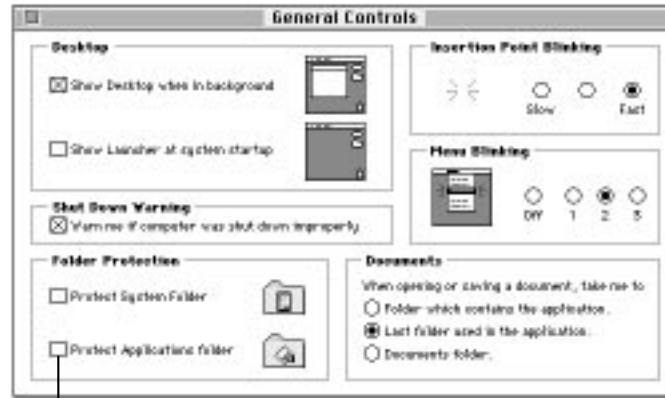 General Controls
Desktop
Show Desktop when in background
Show Launcher at system startup
Shut Down Warning
Warn me if computer was shut down improperly
Folder Protection
Protect System Folder
Protect Applications folder
Insertion Point Blinking
Slow Fast
Menu Blinking
Off 1 2 3
Documents
When opening or saving a document, take me to
Folder which contains the application.
Last folder used in the application.
Documents folder.